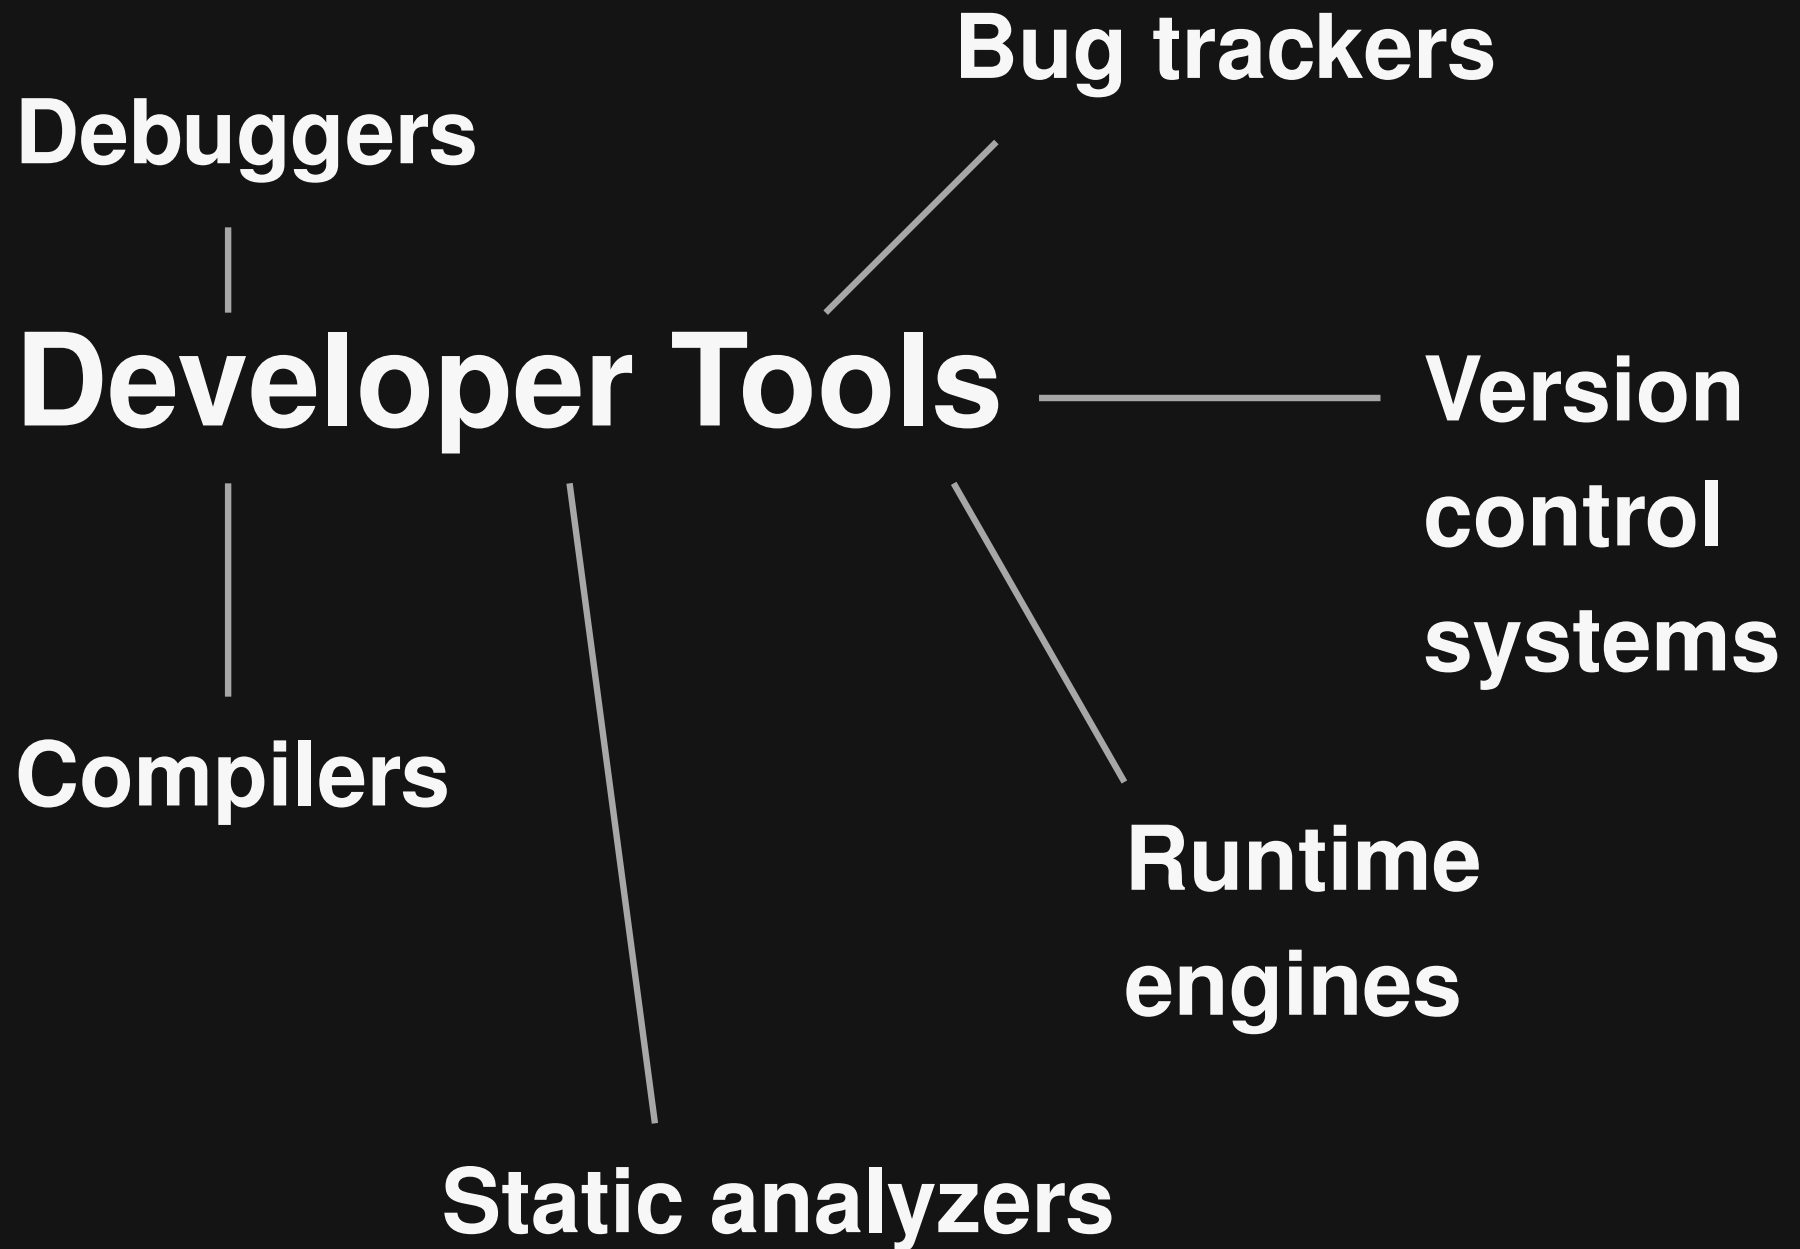 Bug trackers
Debuggers
Developer Tools
Version
control
systems
Compilers
Runtime
engines
Static analyzers